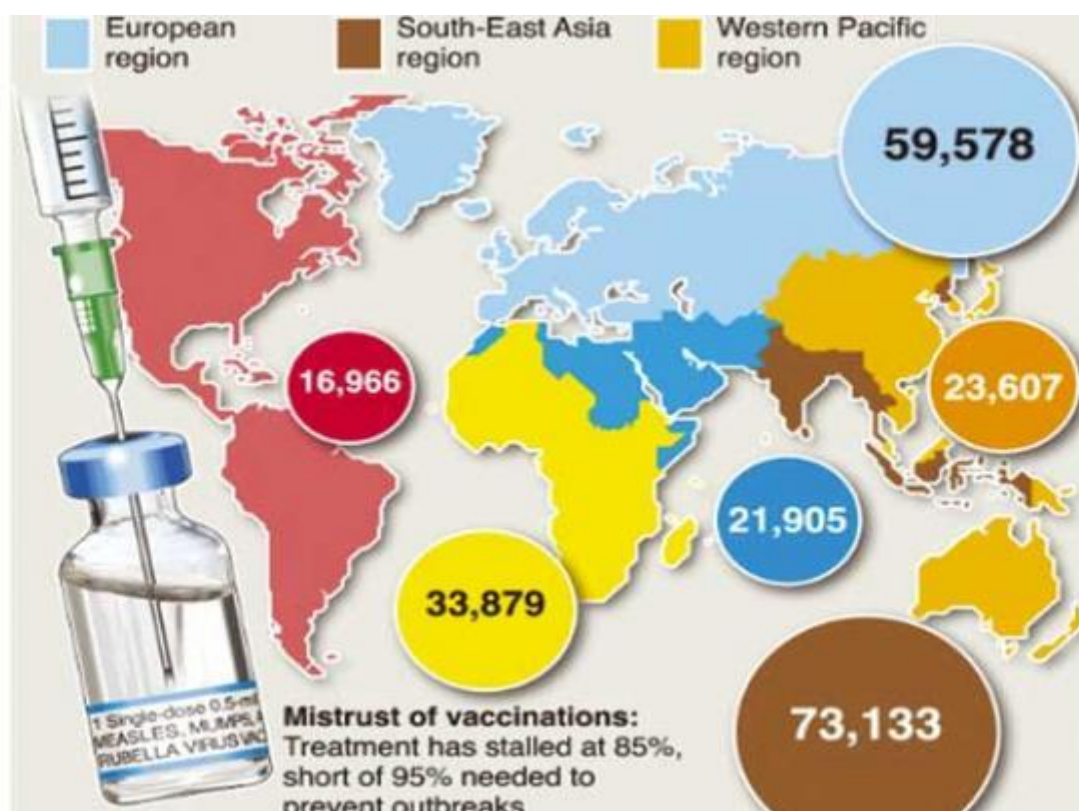 European
region
South-East Asia
region
Western Pacific
region
59,578
16,966
23,607
21,905
33,879
73,133
1 Single-dose 0.5-m
MEASLES, MUMPS,
RUBELLA VIRUS VAC
Mistrust of vaccinations:
Treatment has stalled at 85%,
short of 95% needed to
prevent outbreaks